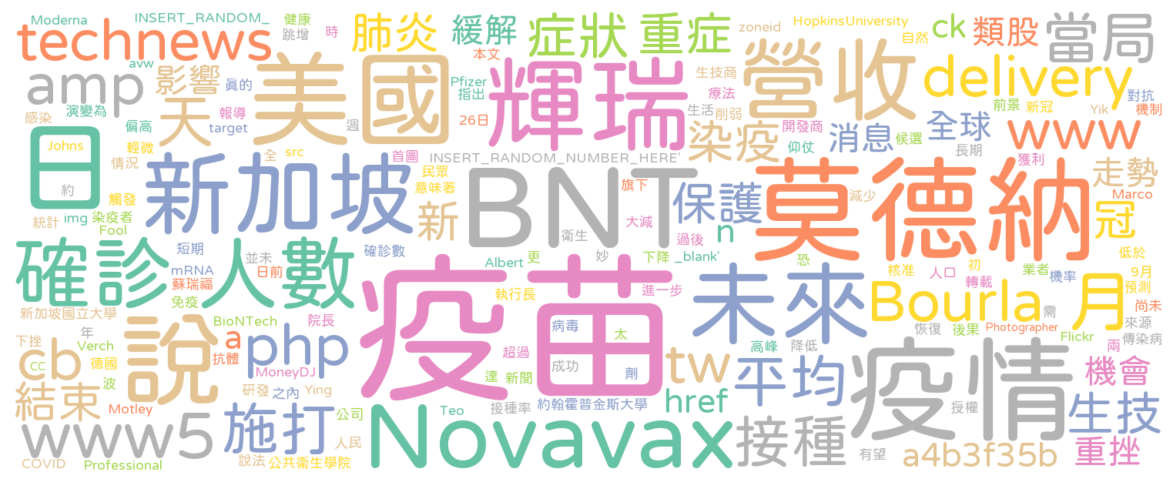 Moderna
INSERT_RANDOM_
健康
跳增
時
肺炎
緩解
症狀
重症
zoneid
HopkinsUniversity
自然
ck
類股
當局
technews
avw
本文
amp
影響
美國
Pfizer
指出
輝瑞
生技商
療法
營收
delivery
演變為
感染
天
真的
報導
target
週
26日
生活
削弱
前景
新冠
對抗
機制
Yik
偏高
輕微
情況
Johns
日
約
全
src
首圖
INSERT_RANDOM_NUMBER_HERE'
染疫
開發商
仰仗
消息
候選
全球
長期
www
獲利
觸發
新加坡
民眾
意味著
BNT
旗下
大減
過後
保護
減少
莫德納
走勢
Marco
統計
img
染疫者
Fool
新
衛生
妙
n
冠
低於
確診人數
短期
並未
確診數
mRNA
日前
蘇瑞福
免疫
Albert
更
下降
_blank'
恐
核准
人口
初
轉載
業者
機率
9月
預測
尚未
疫苗
執行長
進一步
未來
Bourla
月
需
來源
傳染病
新加坡國立大學
年
下挫
Verch
德國
BioNTech
院長
說
cb
CC
波
a
抗體
php
MoneyDJ
病毒
太
高峰
降低
恢復
後果
Photographer
Flickr
兩
疫情
超過
達
新聞
成功
劑
tw
平均
機會
結束
Motley
研發
之內
Ying
約翰霍普金斯大學
href
授權
生技
www5
施打
公司
Teo
接種率
Novavax
接種
有望
a4b3f35b
重挫
COVID
Professional
說法
人民
公共衛生學院